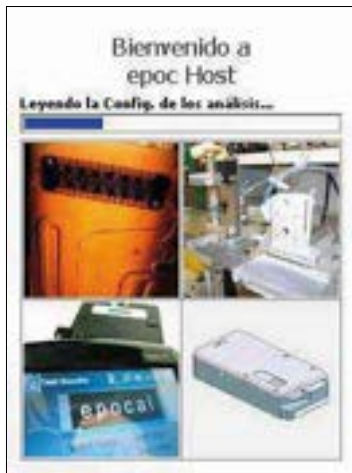 Bienvenido a
epoc Host
Leyendo la Config. de los análisis...
epocal